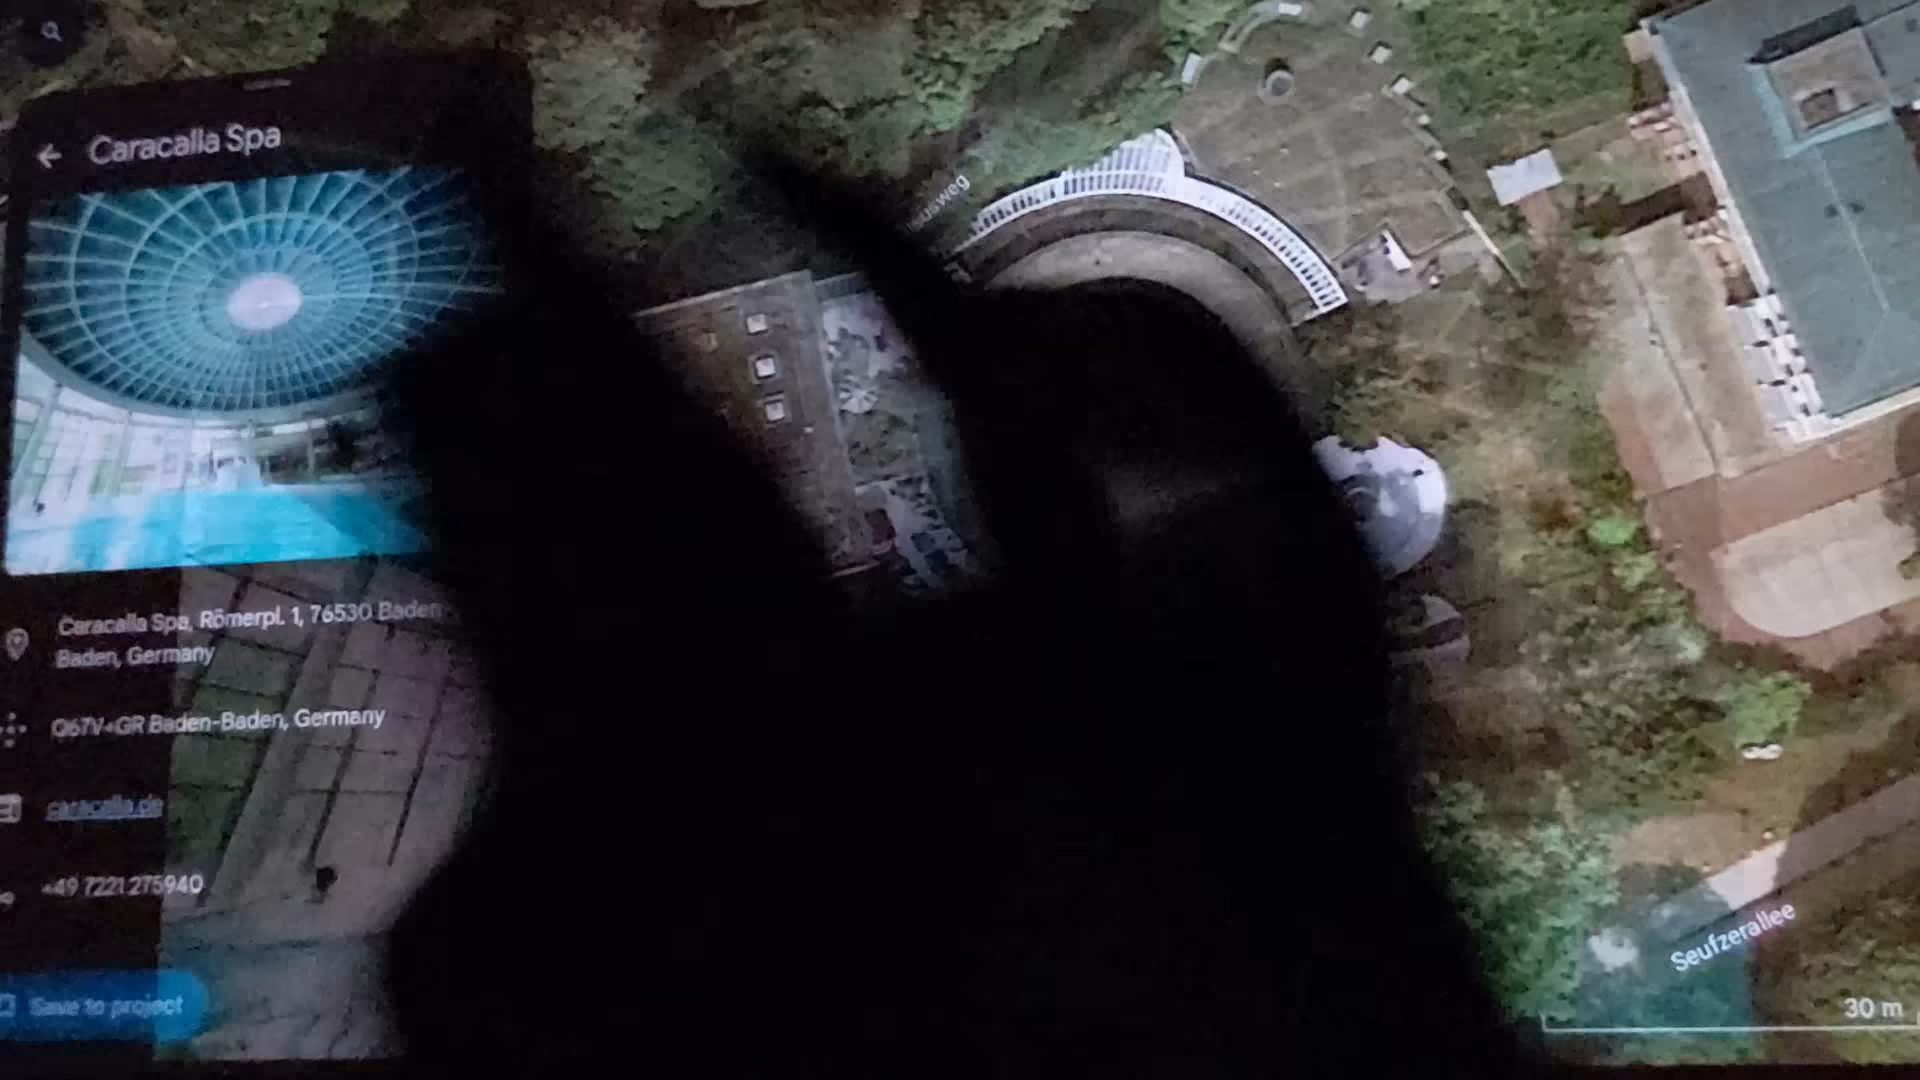 Caracalla Spa
Caracalla Spa, Römerpl. 1, 76530 Baden-
Baden, Germany
Q67V+GR Baden-Baden, Germany
caracalla.de
+49 7221 275940
Save to project
Seufzerallee
30 m